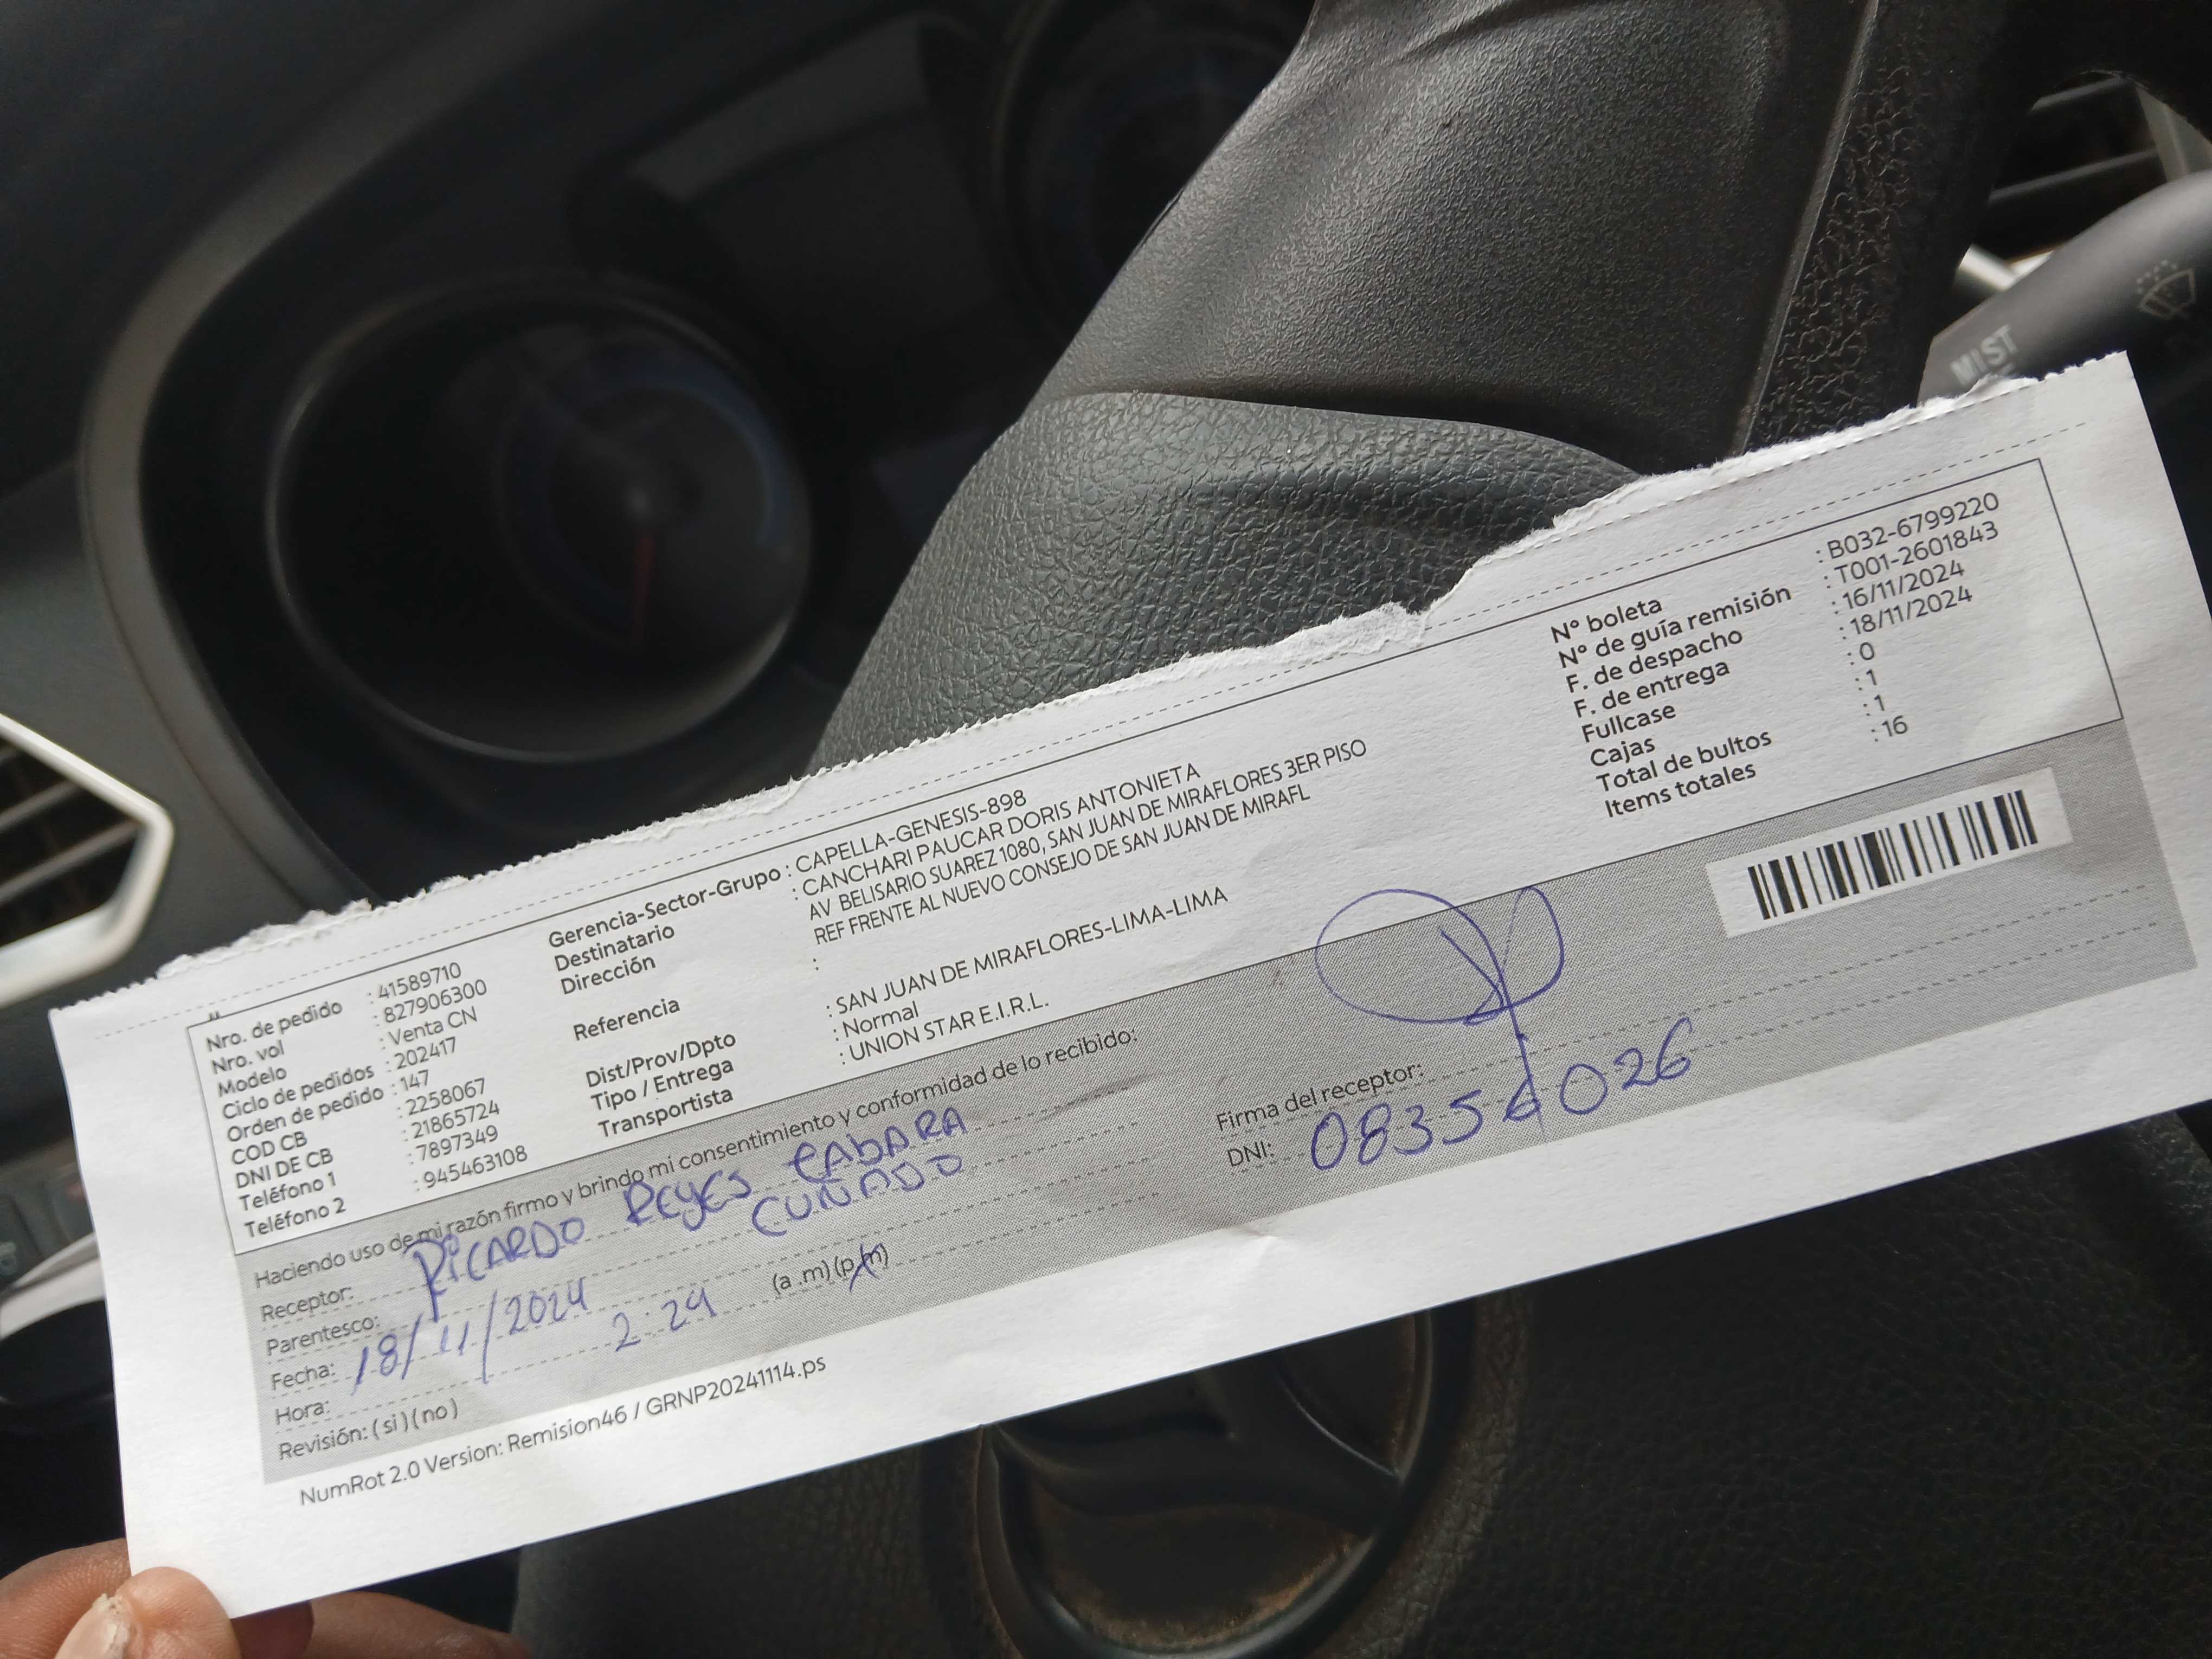 MIST
Nro. de pedido : 41589710
Nro. vol : 827906300
Modelo : Venta CN
Ciclo de pedidos : 202417
Orden de pedido : 147
COD CB : 2258067
DNI DE CB : 21865724
Teléfono 1 : 7897349
Teléfono 2 : 945463108
Gerencia-Sector-Grupo : CAPELLA-GENESIS-898
Destinatario : CANCHARI PAUCAR DORIS ANTONIETA
Dirección AV BELISARIO SUAREZ 1080, SAN JUAN DE MIRAFLORES 3ER PISO
REF FRENTE AL NUEVO CONSEJO DE SAN JUAN DE MIRAFL
Referencia :
Dist/Prov/Dpto : SAN JUAN DE MIRAFLORES-LIMA-LIMA
Tipo / Entrega : Normal
Transportista : UNION STAR E.I.R.L.
N° boleta : B032-6799220
N° de guía remisión : T001-2601843
F. de despacho : 16/11/2024
F. de entrega : 18/11/2024
Fullcase : 0
Cajas : 1
Total de bultos : 1
Items totales : 16
Haciendo uso de mi razón firmo y brindo mi consentimiento y conformidad de lo recibido:
Receptor: RICARDO REYES
Parentesco: CUÑADO
Fecha: 18/11/2024
Hora: 2:24 (a .m) (p.m)
Revisión: ( si ) ( no )
Firma del receptor:
DNI: 08356026
NumRot 2.0 Version: Remision46 / GRNP20241114.ps